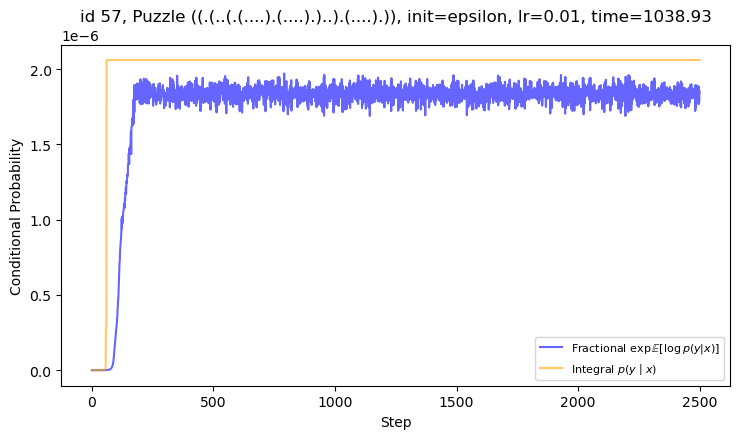 id 57, Puzzle ((.(..(.(....).(....).)..).(....).)), init=epsilon, lr=0.01, time=1038.93
1e−6
2.0
1.5
1.0
0.5
0.0
Conditional Probability
0
500
1000
1500
2000
2500
Step
Fractional exp𝔼[log p(y|x)]
Integral p(y | x)